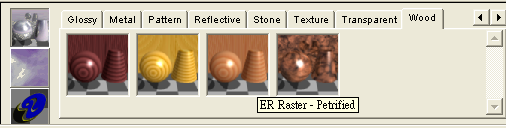 Glossy Metal Pattern Reflective Stone Texture Transparent Wood
ER Raster - Petrified